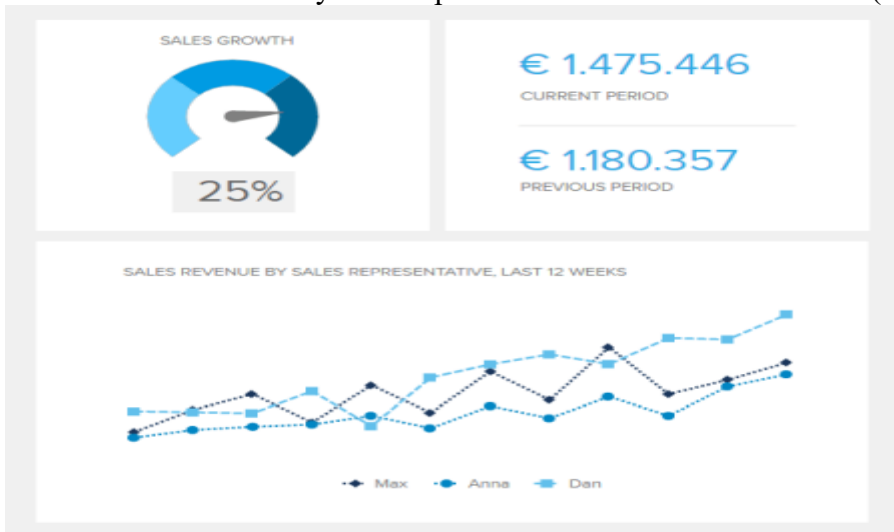 SALES GROWTH
25%
€ 1.475.446
CURRENT PERIOD
€ 1.180.357
PREVIOUS PERIOD
SALES REVENUE BY SALES REPRESENTATIVE, LAST 12 WEEKS
Max Anna Dan